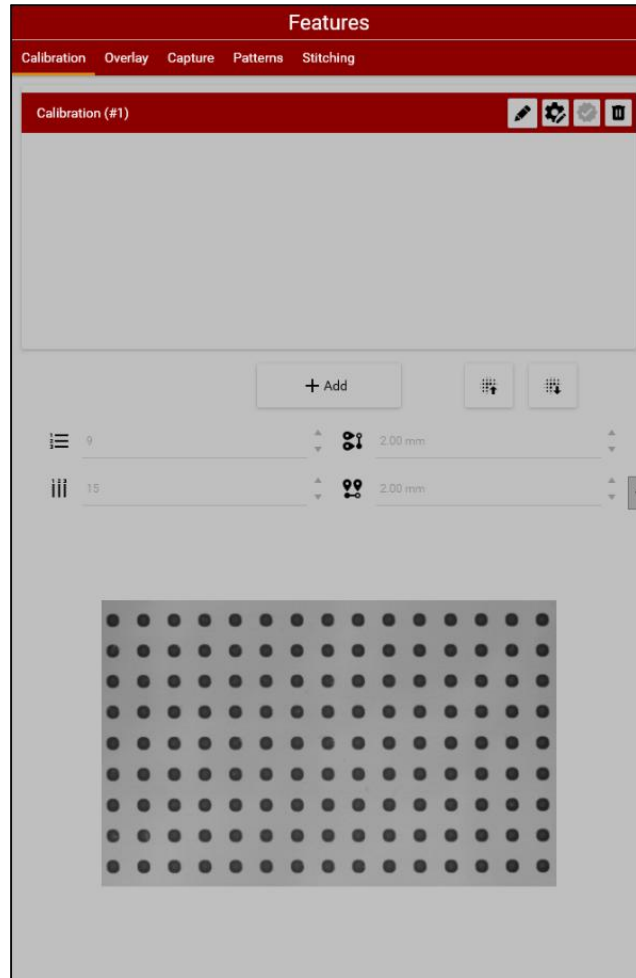 Features
Calibration Overlay Capture Patterns Stitching
Calibration (#1)
+ Add
9 2.00 mm
15 2.00 mm